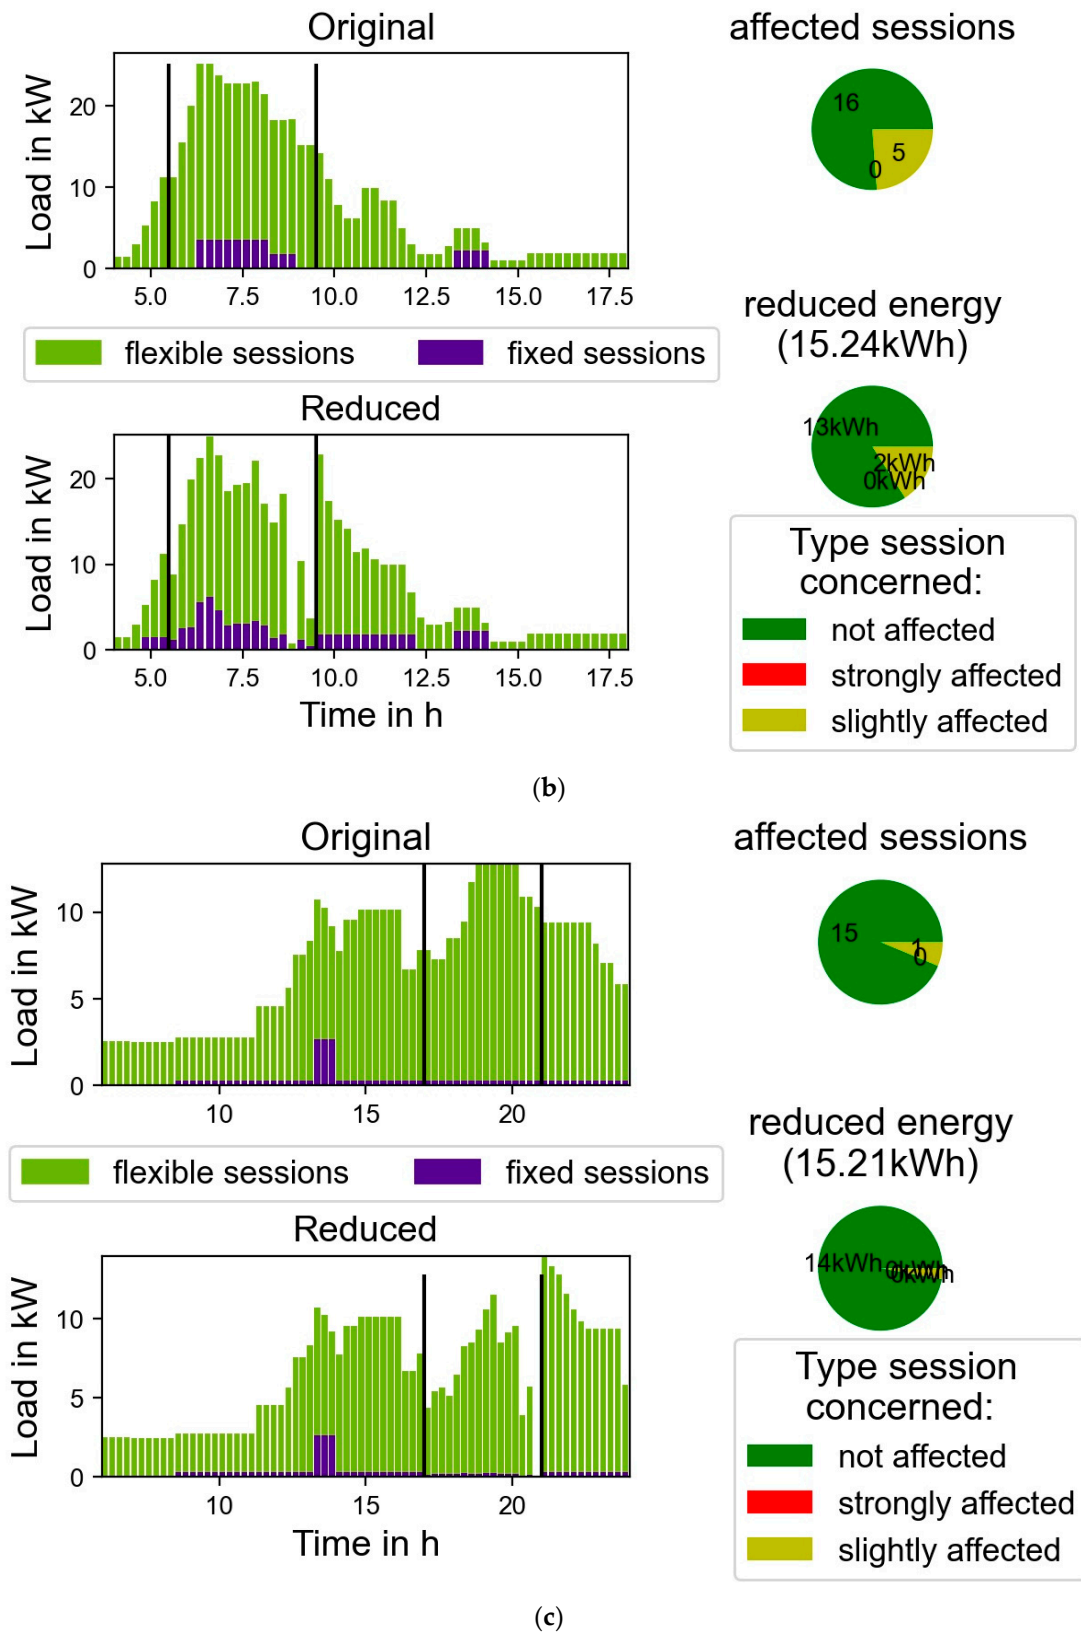 Original
affected sessions
Load in kW
20
10
0
5.0 7.5 10.0 12.5 15.0 17.5
16
5
0
flexible sessions fixed sessions
reduced energy
(15.24kWh)
Reduced
Load in kW
20
10
0
5.0 7.5 10.0 12.5 15.0 17.5
Time in h
13kWh
2kWh
0kWh
Type session
concerned:
not affected
strongly affected
slightly affected
(b)
Original
affected sessions
Load in kW
10
5
0
10 15 20
15
1
0
flexible sessions fixed sessions
reduced energy
(15.21kWh)
Reduced
Load in kW
10
5
0
10 15 20
Time in h
14kWh
0kWh
0kWh
Type session
concerned:
not affected
strongly affected
slightly affected
(c)